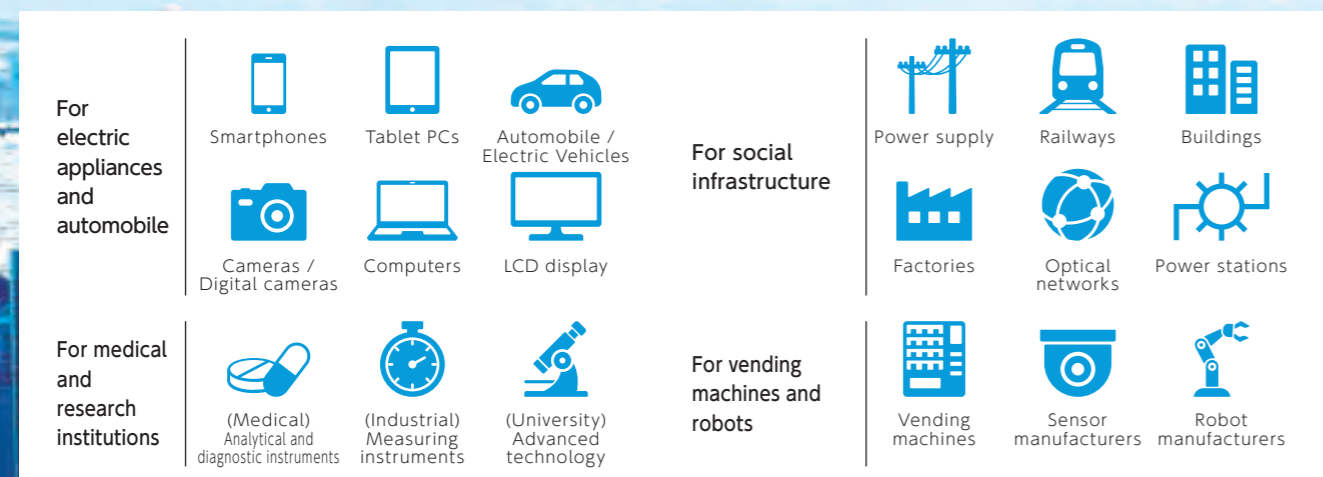 For
electric
appliances
and
automobile
Smartphones
Tablet PCs
Automobile /
Electric Vehicles
Cameras /
Digital cameras
Computers
LCD display
For social
infrastructure
Power supply
Railways
Buildings
Factories
Optical
networks
Power stations
For medical
and
research
institutions
(Medical)
Analytical and
diagnostic instruments
(Industrial)
Measuring
instruments
(University)
Advanced
technology
For vending
machines and
robots
Vending
machines
Sensor
manufacturers
Robot
manufacturers